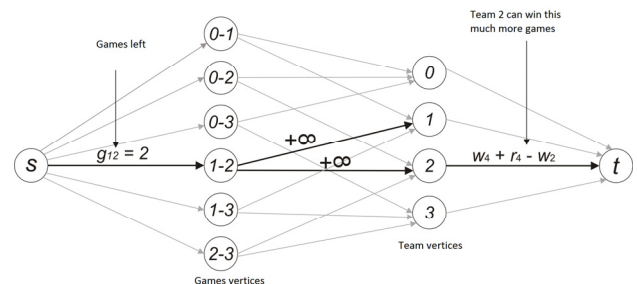 Games left
Team 2 can win this
much more games
0-1
0-2
0-3
1-2
1-3
2-3
s
g12 = 2
+∞
+∞
0
1
2
3
w4 + r4 - w2
t
Team vertices
Games vertices